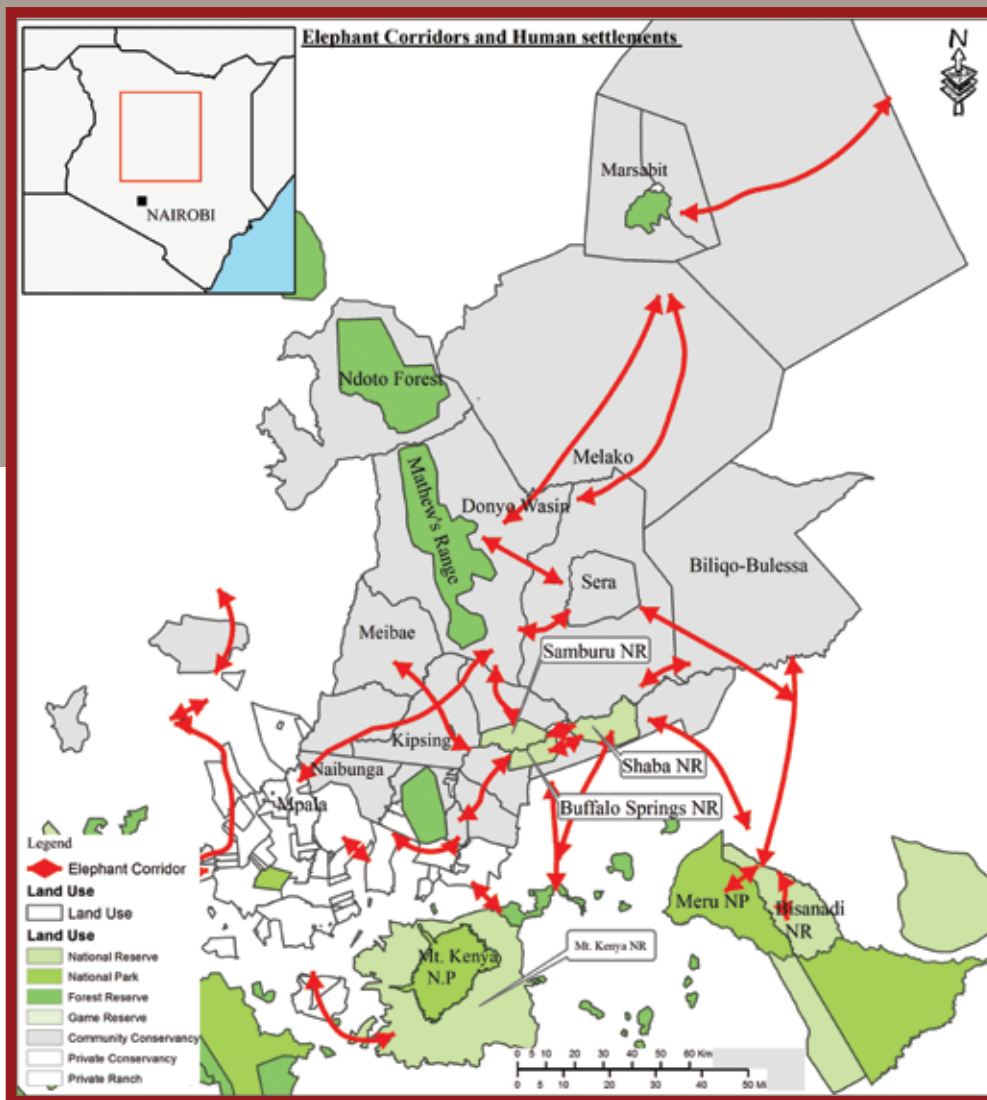 Elephant Corridors and Human settlements
N
NAIROBI
Marsabit
Ndoto Forest
Melako
Mathew's Range
Donyo Wasin
Biliqo-Bulessa
Sera
Meibae
Samburu NR
Kipsing
Naibunga
Shaba NR
Mpala
Buffalo Springs NR
Legend
Elephant Corridor
Land Use
Land Use
Land Use
National Reserve
National Park
Forest Reserve
Game Reserve
Community Conservancy
Private Conservancy
Private Ranch
Meru NP
Bisanadi
NR
Mt. Kenya
N.P
Mt. Kenya NR
0 10 20 30 40 60 60 Km
0 5 10 20 30 40 50 Mi